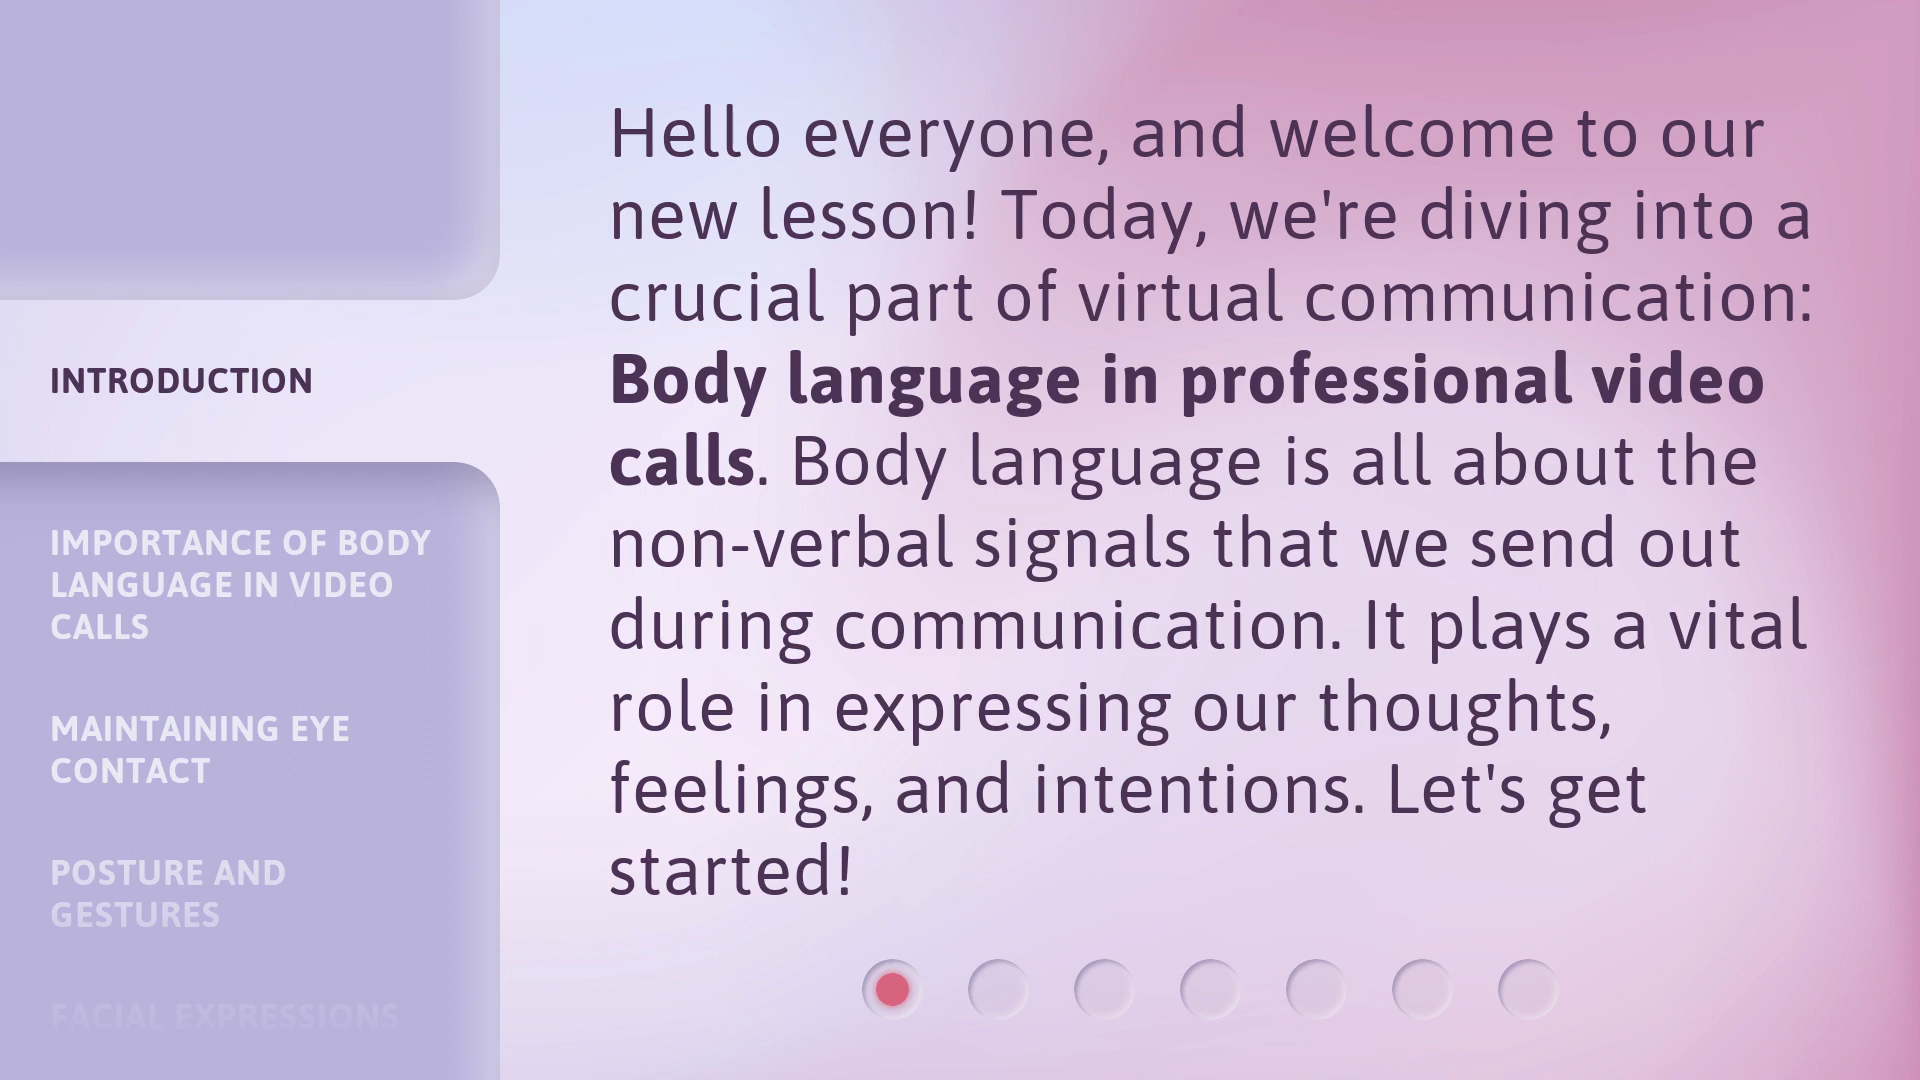 INTRODUCTION
IMPORTANCE OF BODY
LANGUAGE IN VIDEO
CALLS
MAINTAINING EYE
CONTACT
POSTURE AND
GESTURES
FACIAL EXPRESSIONS
Hello everyone, and welcome to our
new lesson! Today, we're diving into a
crucial part of virtual communication:
Body language in professional video
calls. Body language is all about the
non-verbal signals that we send out
during communication. It plays a vital
role in expressing our thoughts,
feelings, and intentions. Let's get
started!